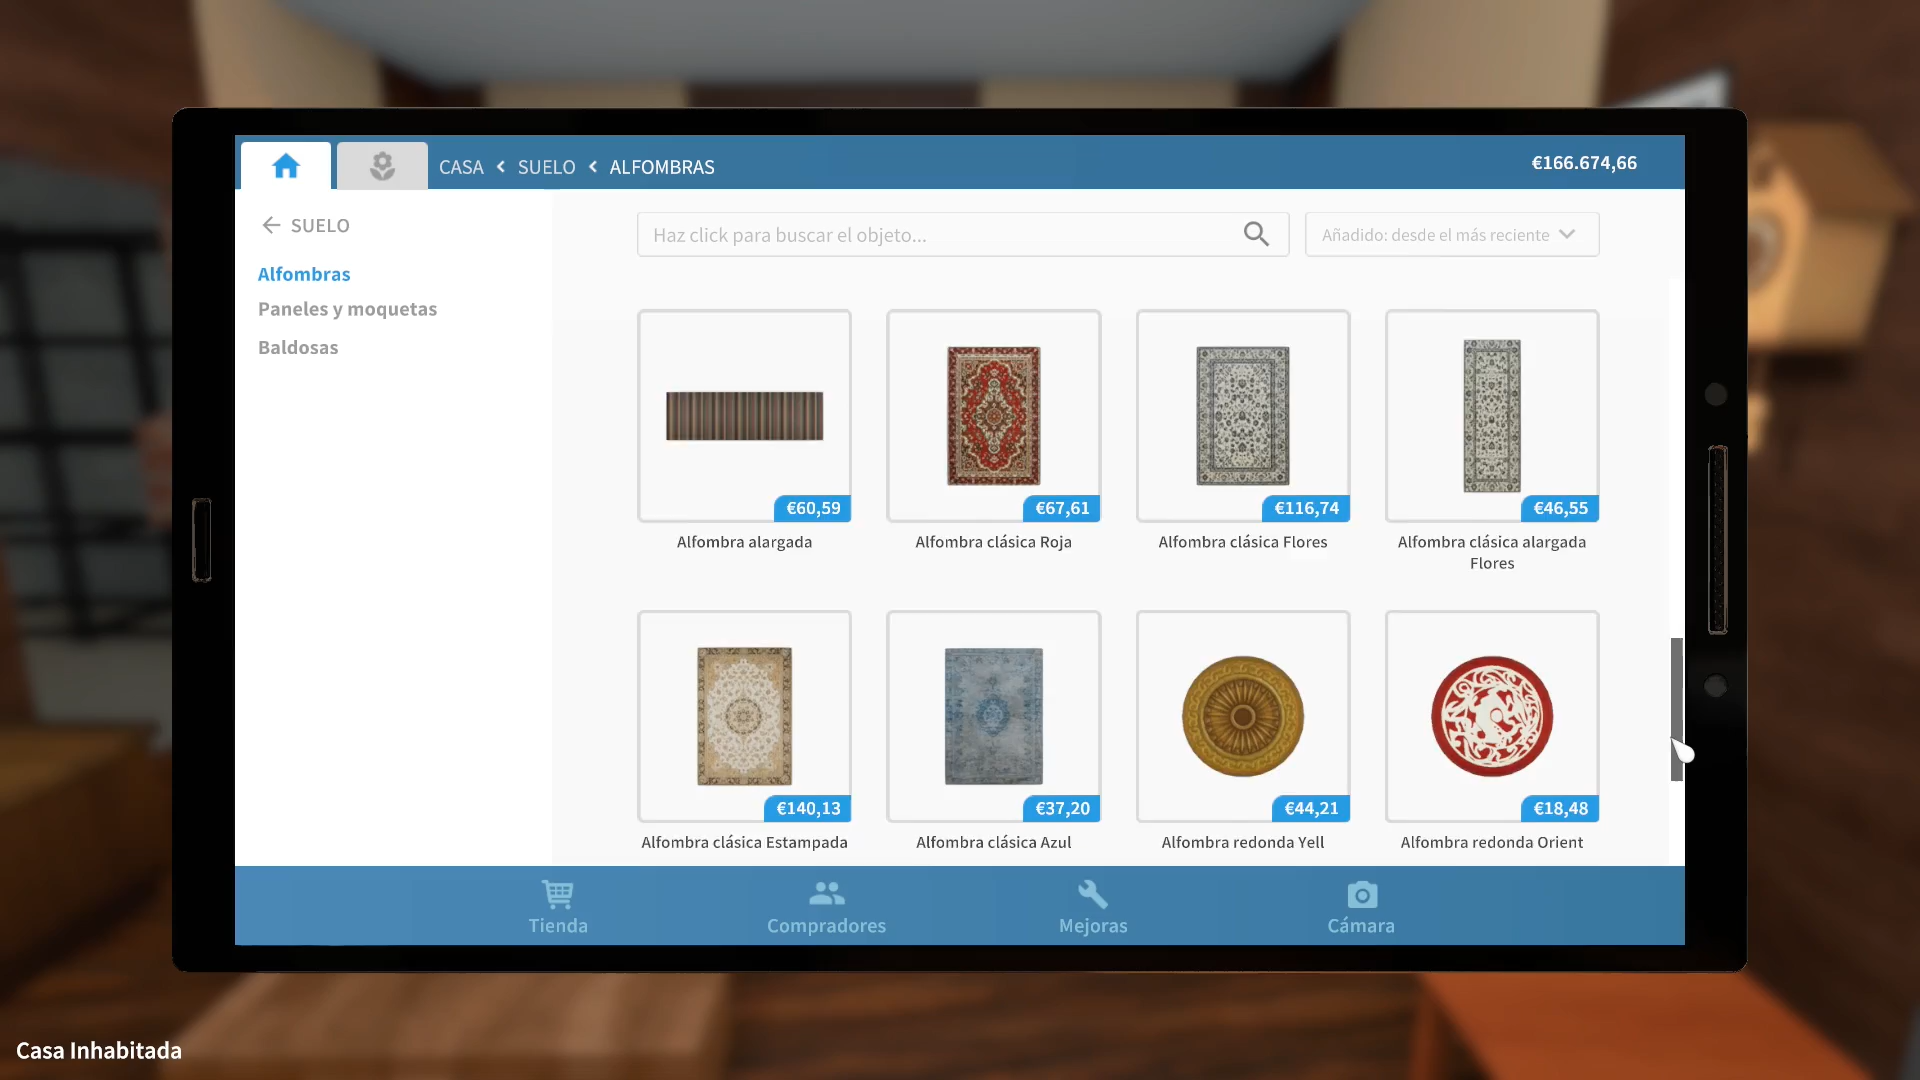 CASA < SUELO < ALFOMBRAS
€166.674,66
← SUELO
Haz click para buscar el objeto...
Añadido: desde el más reciente
Alfombras
Paneles y moquetas
Baldosas
€60,59
€67,61
€116,74
€46,55
Alfombra alargada
Alfombra clásica Roja
Alfombra clásica Flores
Alfombra clásica alargada
Flores
€140,13
€37,20
€44,21
€18,48
Alfombra clásica Estampada
Alfombra clásica Azul
Alfombra redonda Yell
Alfombra redonda Orient
Tienda
Compradores
Mejoras
Cámara
Casa Inhabitada